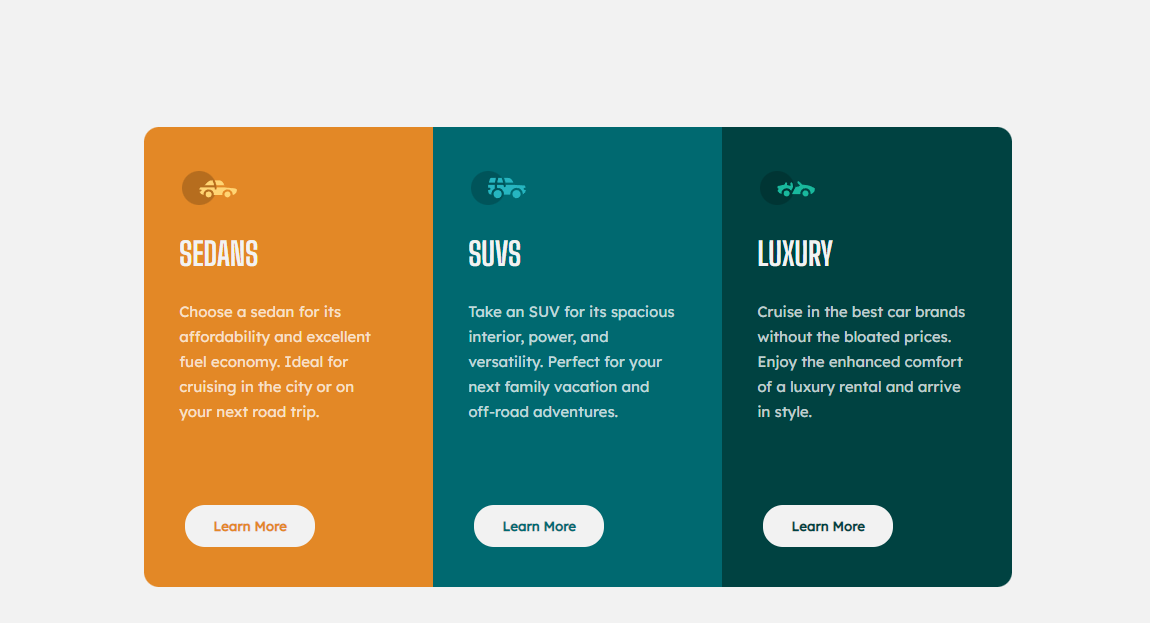 SEDANS
Choose a sedan for its
affordability and excellent
fuel economy. Ideal for
cruising in the city or on
your next road trip.
Learn More
SUVS
Take an SUV for its spacious
interior, power, and
versatility. Perfect for your
next family vacation and
off-road adventures.
Learn More
LUXURY
Cruise in the best car brands
without the bloated prices.
Enjoy the enhanced comfort
of a luxury rental and arrive
in style.
Learn More